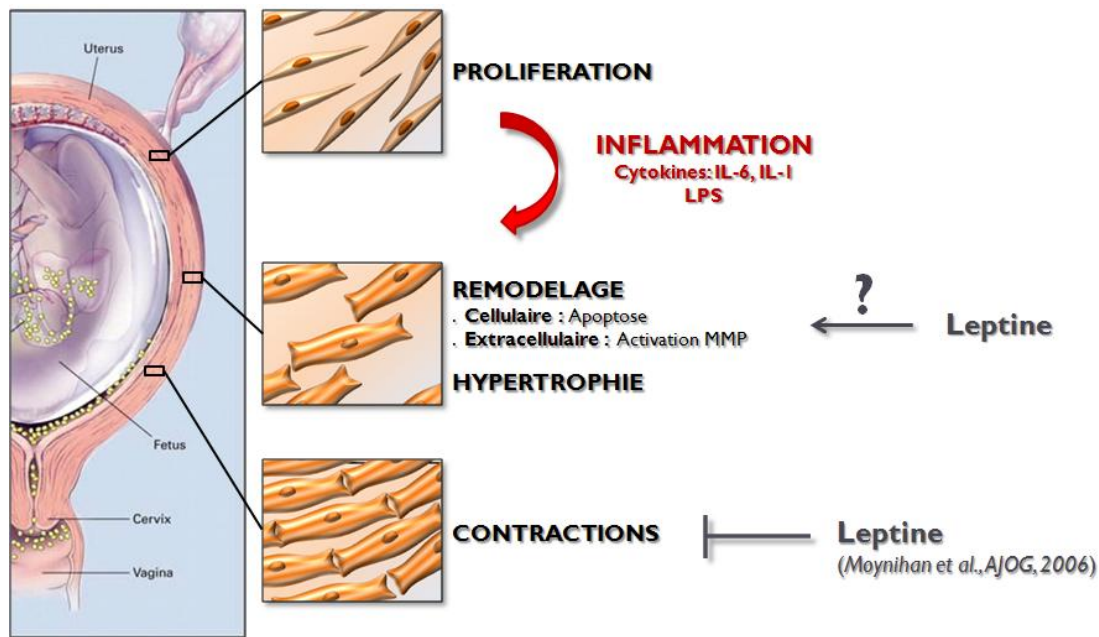 Uterus
Fetus
Cervix
Vagina
PROLIFERATION
INFLAMMATION
Cytokines: IL-6, IL-1
LPS
REMODELAGE
. Cellulaire : Apoptose
. Extracellulaire : Activation MMP
HYPERTROPHIE
?
Leptine
CONTRACTIONS
Leptine
(Moynihan et al., AJOG, 2006)